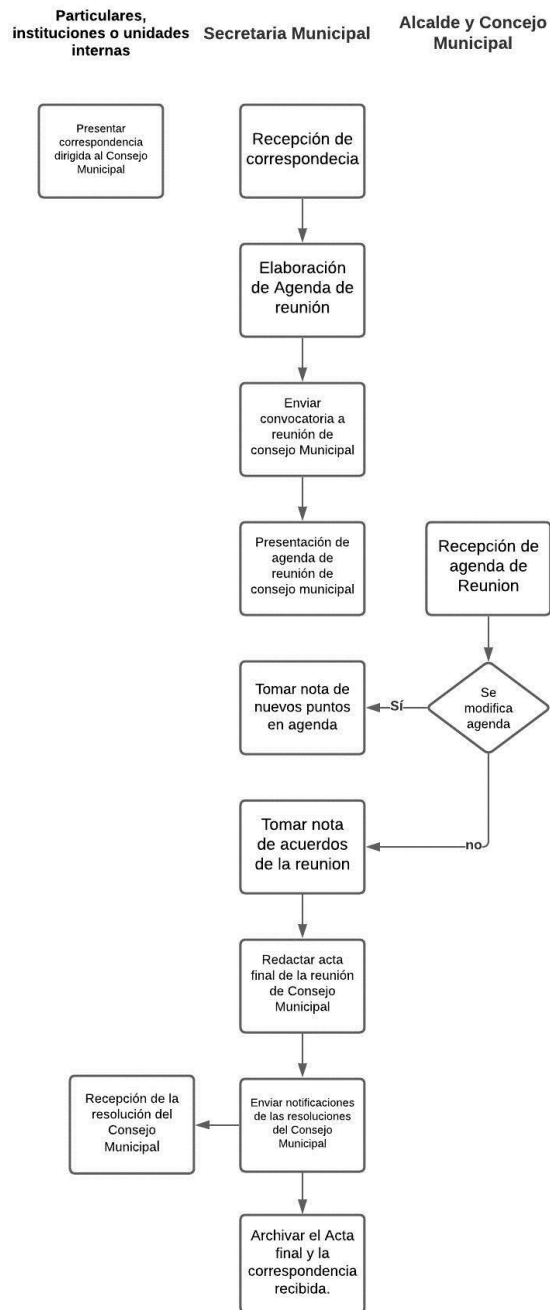 Particulares,
instituciones o unidades
internas
Secretaria Municipal
Alcalde y Concejo
Municipal
Presentar
correspondencia
dirigida al Consejo
Municipal
Recepción de
correspondecia
Elaboración
de Agenda de
reunión
Enviar
convocatoria a
reunión de
consejo Municipal
Presentación de
agenda de
reunión de
consejo municipal
Recepción de
agenda de
Reunion
Se
modifica
agenda
Sí
Tomar nota de
nuevos puntos
en agenda
no
Tomar nota
de acuerdos
de la reunion
Redactar acta
final de la reunión
de Consejo
Municipal
Enviar notificaciones
de las resoluciones
del Consejo
Municipal
Recepción de la
resolución del
Consejo
Municipal
Archivar el Acta
final y la
correspondencia
recibida.